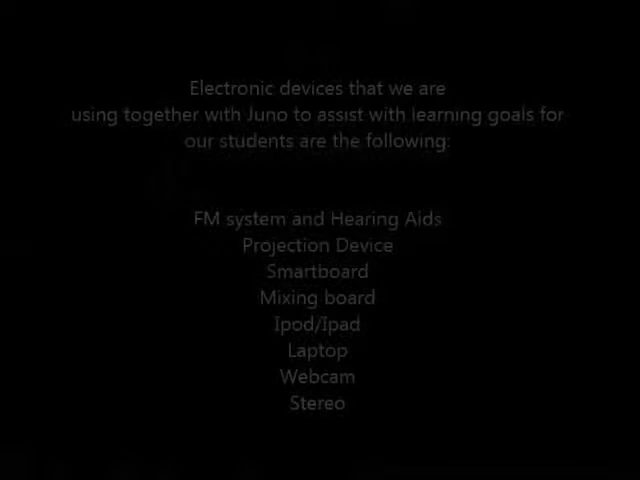 Electronic devices that we are
using together with Juno to assist with learning goals for
our students are the following:
FM system and Hearing Aids
Projection Device
Smartboard
Mixing board
Ipod/Ipad
Laptop
Webcam
Stereo